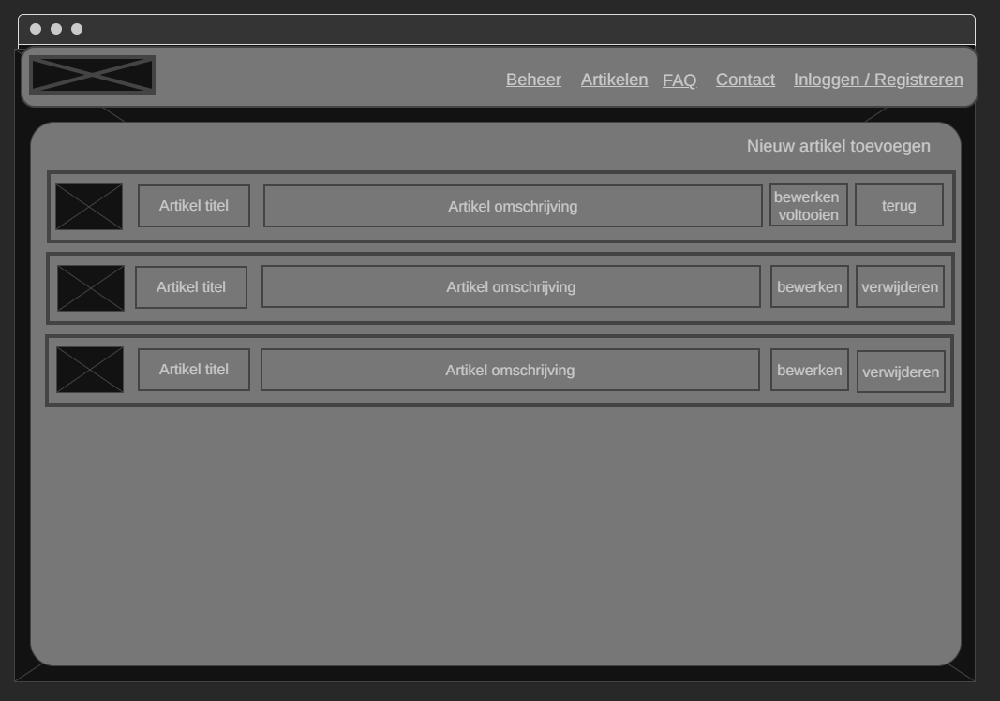 Beheer Artikelen FAQ Contact Inloggen / Registreren
Nieuw artikel toevoegen
Artikel titel
Artikel omschrijving
bewerken
voltooien
terug
Artikel titel
Artikel omschrijving
bewerken
verwijderen
Artikel titel
Artikel omschrijving
bewerken
verwijderen